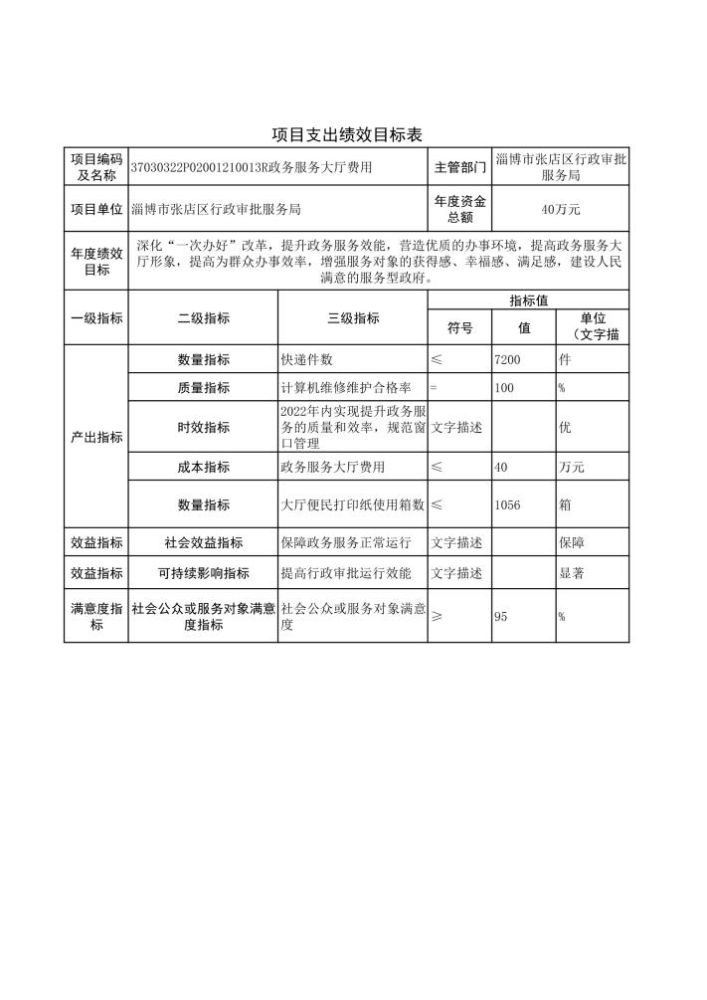 项目支出绩效目标表
项目编码
及名称
37030322P02001210013R政务服务大厅费用
主管部门
淄博市张店区行政审批
服务局
项目单位
淄博市张店区行政审批服务局
年度资金
总额
40万元
年度绩效
目标
深化“一次办好”改革，提升政务服务效能，营造优质的办事环境，提高政务服务大
厅形象，提高为群众办事效率，增强服务对象的获得感、幸福感、满足感，建设人民
满意的服务型政府。
一级指标
二级指标
三级指标
指标值
符号
值
单位
（文字描
产出指标
数量指标
快递件数
≤
7200
件
质量指标
计算机维修维护合格率
=
100
%
时效指标
2022年内实现提升政务服
务的质量和效率，规范窗
口管理
文字描述
优
成本指标
政务服务大厅费用
≤
40
万元
数量指标
大厅便民打印纸使用箱数
≤
1056
箱
效益指标
社会效益指标
保障政务服务正常运行
文字描述
保障
效益指标
可持续影响指标
提高行政审批运行效能
文字描述
显著
满意度指
标
社会公众或服务对象满意
度指标
社会公众或服务对象满意
度
≥
95
%